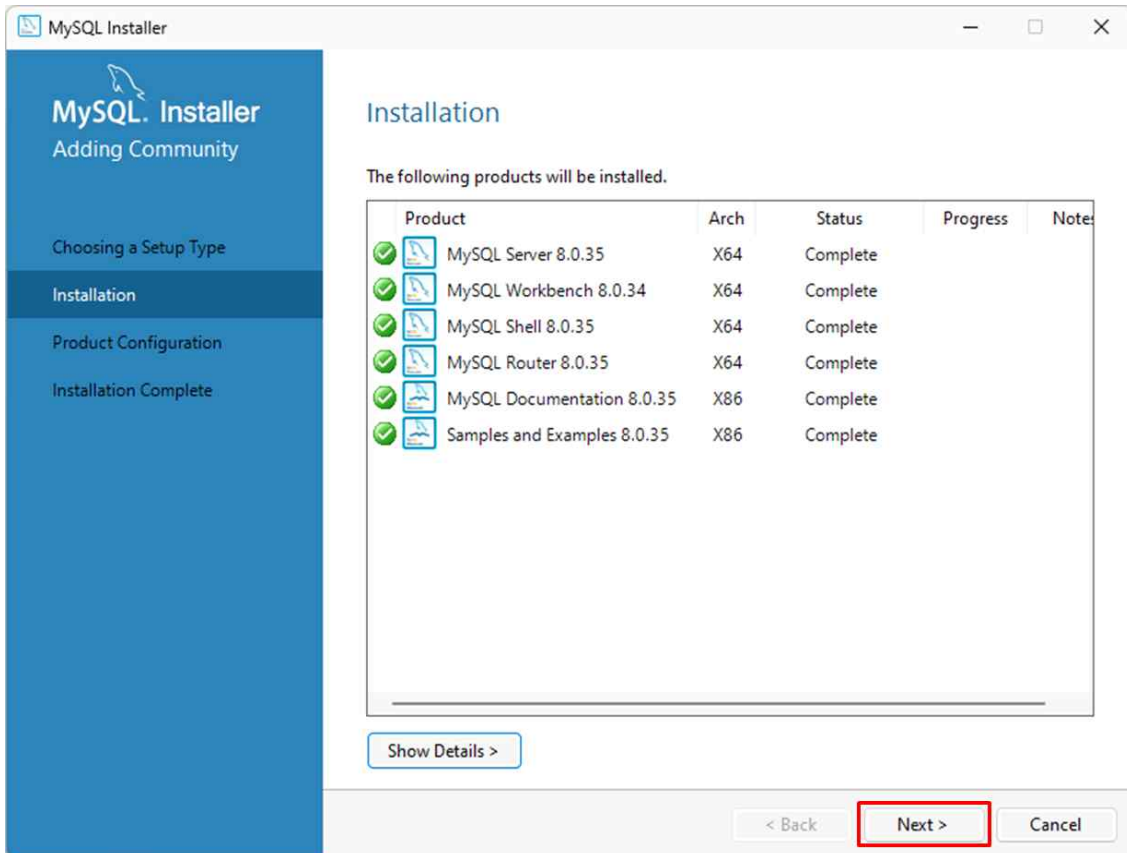 MySQL Installer
MySQL. Installer
Adding Community
Choosing a Setup Type
Installation
Product Configuration
Installation Complete
Installation
The following products will be installed.
Product Arch Status Progress Notes
MySQL Server 8.0.35 X64 Complete
MySQL Workbench 8.0.34 X64 Complete
MySQL Shell 8.0.35 X64 Complete
MySQL Router 8.0.35 X64 Complete
MySQL Documentation 8.0.35 X86 Complete
Samples and Examples 8.0.35 X86 Complete
Show Details >
< Back Next > Cancel